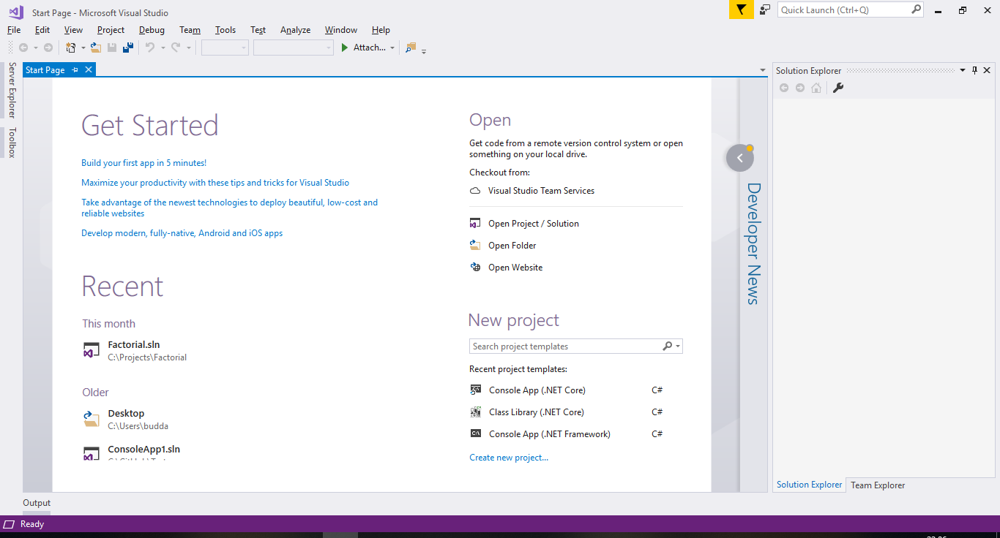 Start Page - Microsoft Visual Studio
Quick Launch (Ctrl+Q)
File Edit View Project Debug Team Tools Test Analyze Window Help
Attach...
Server Explorer
Toolbox
Start Page
Get Started
Build your first app in 5 minutes!
Maximize your productivity with these tips and tricks for Visual Studio
Take advantage of the newest technologies to deploy beautiful, low-cost and
reliable websites
Develop modern, fully-native, Android and iOS apps
Recent
This month
Factorial.sln
C:\Projects\Factorial
Older
Desktop
C:\Users\budda
ConsoleApp1.sln
Open
Get code from a remote version control system or open
something on your local drive.
Checkout from:
Visual Studio Team Services
Open Project / Solution
Open Folder
Open Website
New project
Search project templates
Recent project templates:
Console App (.NET Core) C#
Class Library (.NET Core) C#
C:\ Console App (.NET Framework) C#
Create new project...
Developer News
Solution Explorer
Solution Explorer Team Explorer
Output
Ready